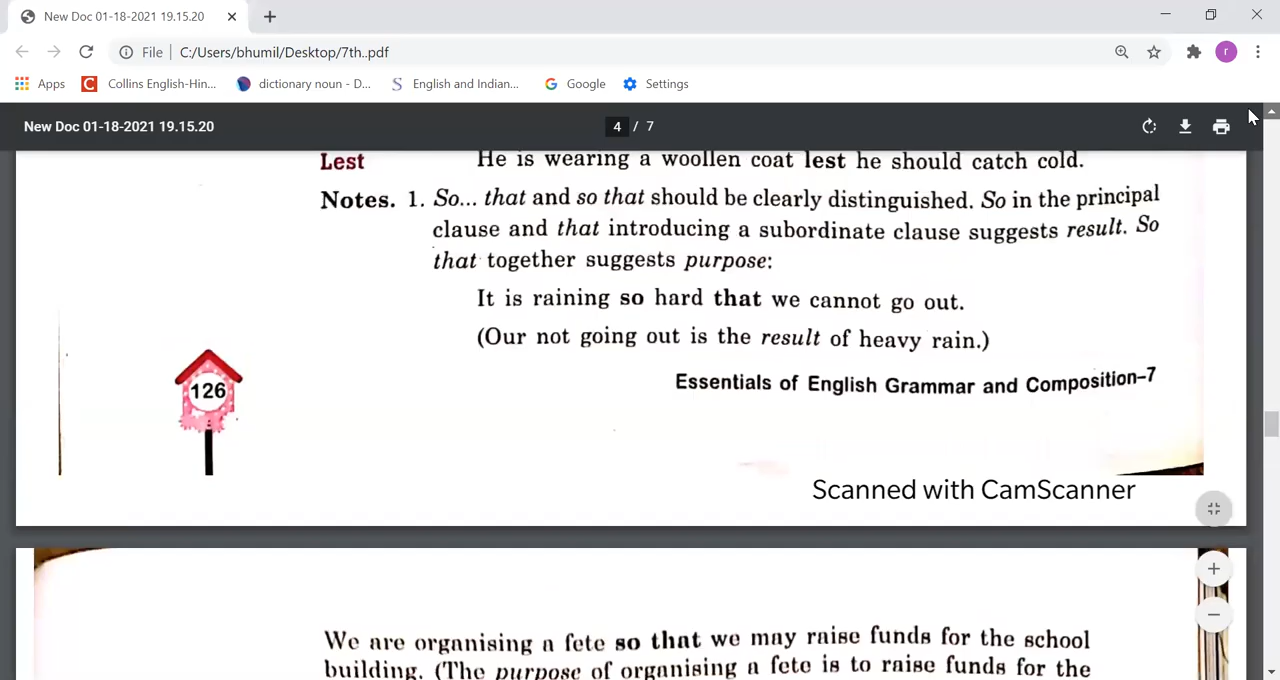 New Doc 01-18-2021 19.15.20
File C:/Users/bhumil/Desktop/7th..pdf
r
Apps Collins English-Hin... dictionary noun - D... English and Indian... Google Settings
New Doc 01-18-2021 19.15.20 4 / 7
Lest He is wearing a woollen coat lest he should catch cold.
Notes. 1. So... that and so that should be clearly distinguished. So in the principal
clause and that introducing a subordinate clause suggests result. So
that together suggests purpose:
It is raining so hard that we cannot go out.
(Our not going out is the result of heavy rain.)
126
Essentials of English Grammar and Composition–7
Scanned with CamScanner
We are organising a fete so that we may raise funds for the school
building. (The purpose of organising a fete is to raise funds for the